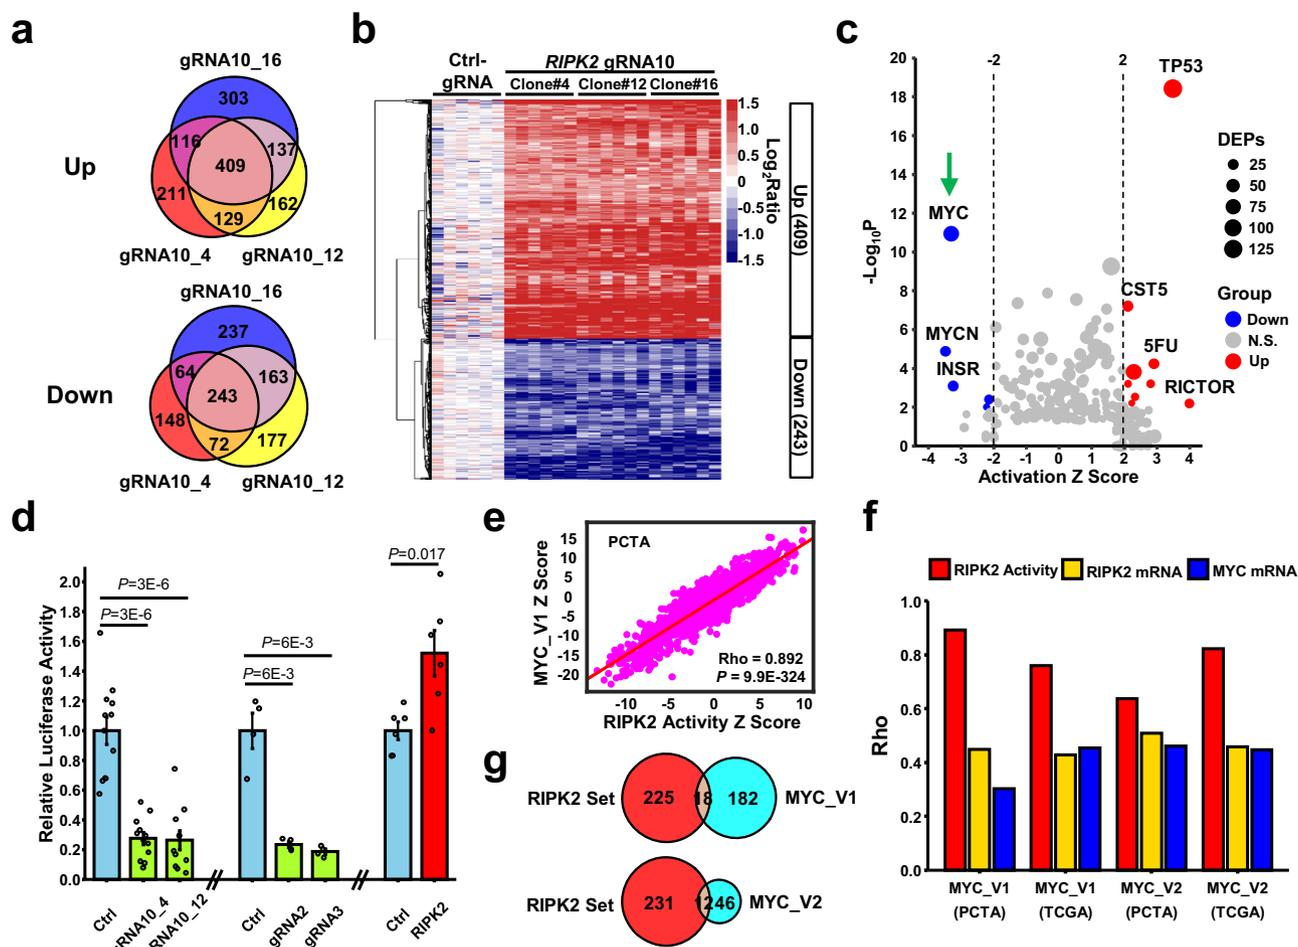 a
gRNA10_16
303
116
137
409
211
162
129
Up
gRNA10_4 gRNA10_12
gRNA10_16
237
64
163
243
148
177
72
Down
gRNA10_4 gRNA10_12
b
Ctrl-
gRNA
RIPK2 gRNA10
Clone#4 Clone#12 Clone#16
1.5
1.0
0.5
0
-0.5
-1.0
-1.5
Log2Ratio
Up (409)
Down (243)
c
20
18
16
14
12
10
8
6
4
2
0
-Log10P
-2 2
TP53
MYC
CST5
MYCN
5FU
INSR
RICTOR
-4 -3 -2 -1 0 1 2 3 4
Activation Z Score
DEPs
25
50
75
100
125
Group
Down
N.S.
Up
d
Relative Luciferase Activity
2.0
1.8
1.6
1.4
1.2
1.0
0.8
0.6
0.4
0.2
0.0
P=3E-6
P=3E-6
P=6E-3
P=6E-3
P=0.017
Ctrl
RNA10_4
RNA10_12
Ctrl
gRNA2
gRNA3
Ctrl
RIPK2
e
MYC_V1 Z Score
15
10
5
0
-5
-10
-15
-20
PCTA
Rho = 0.892
P = 9.9E-324
-10 -5 0 5 10
RIPK2 Activity Z Score
g
RIPK2 Set 225 18 182 MYC_V1
RIPK2 Set 231 12 46 MYC_V2
f
RIPK2 Activity RIPK2 mRNA MYC mRNA
Rho
1.0
0.8
0.6
0.4
0.2
0.0
MYC_V1 MYC_V1 MYC_V2 MYC_V2
(PCTA) (TCGA) (PCTA) (TCGA)